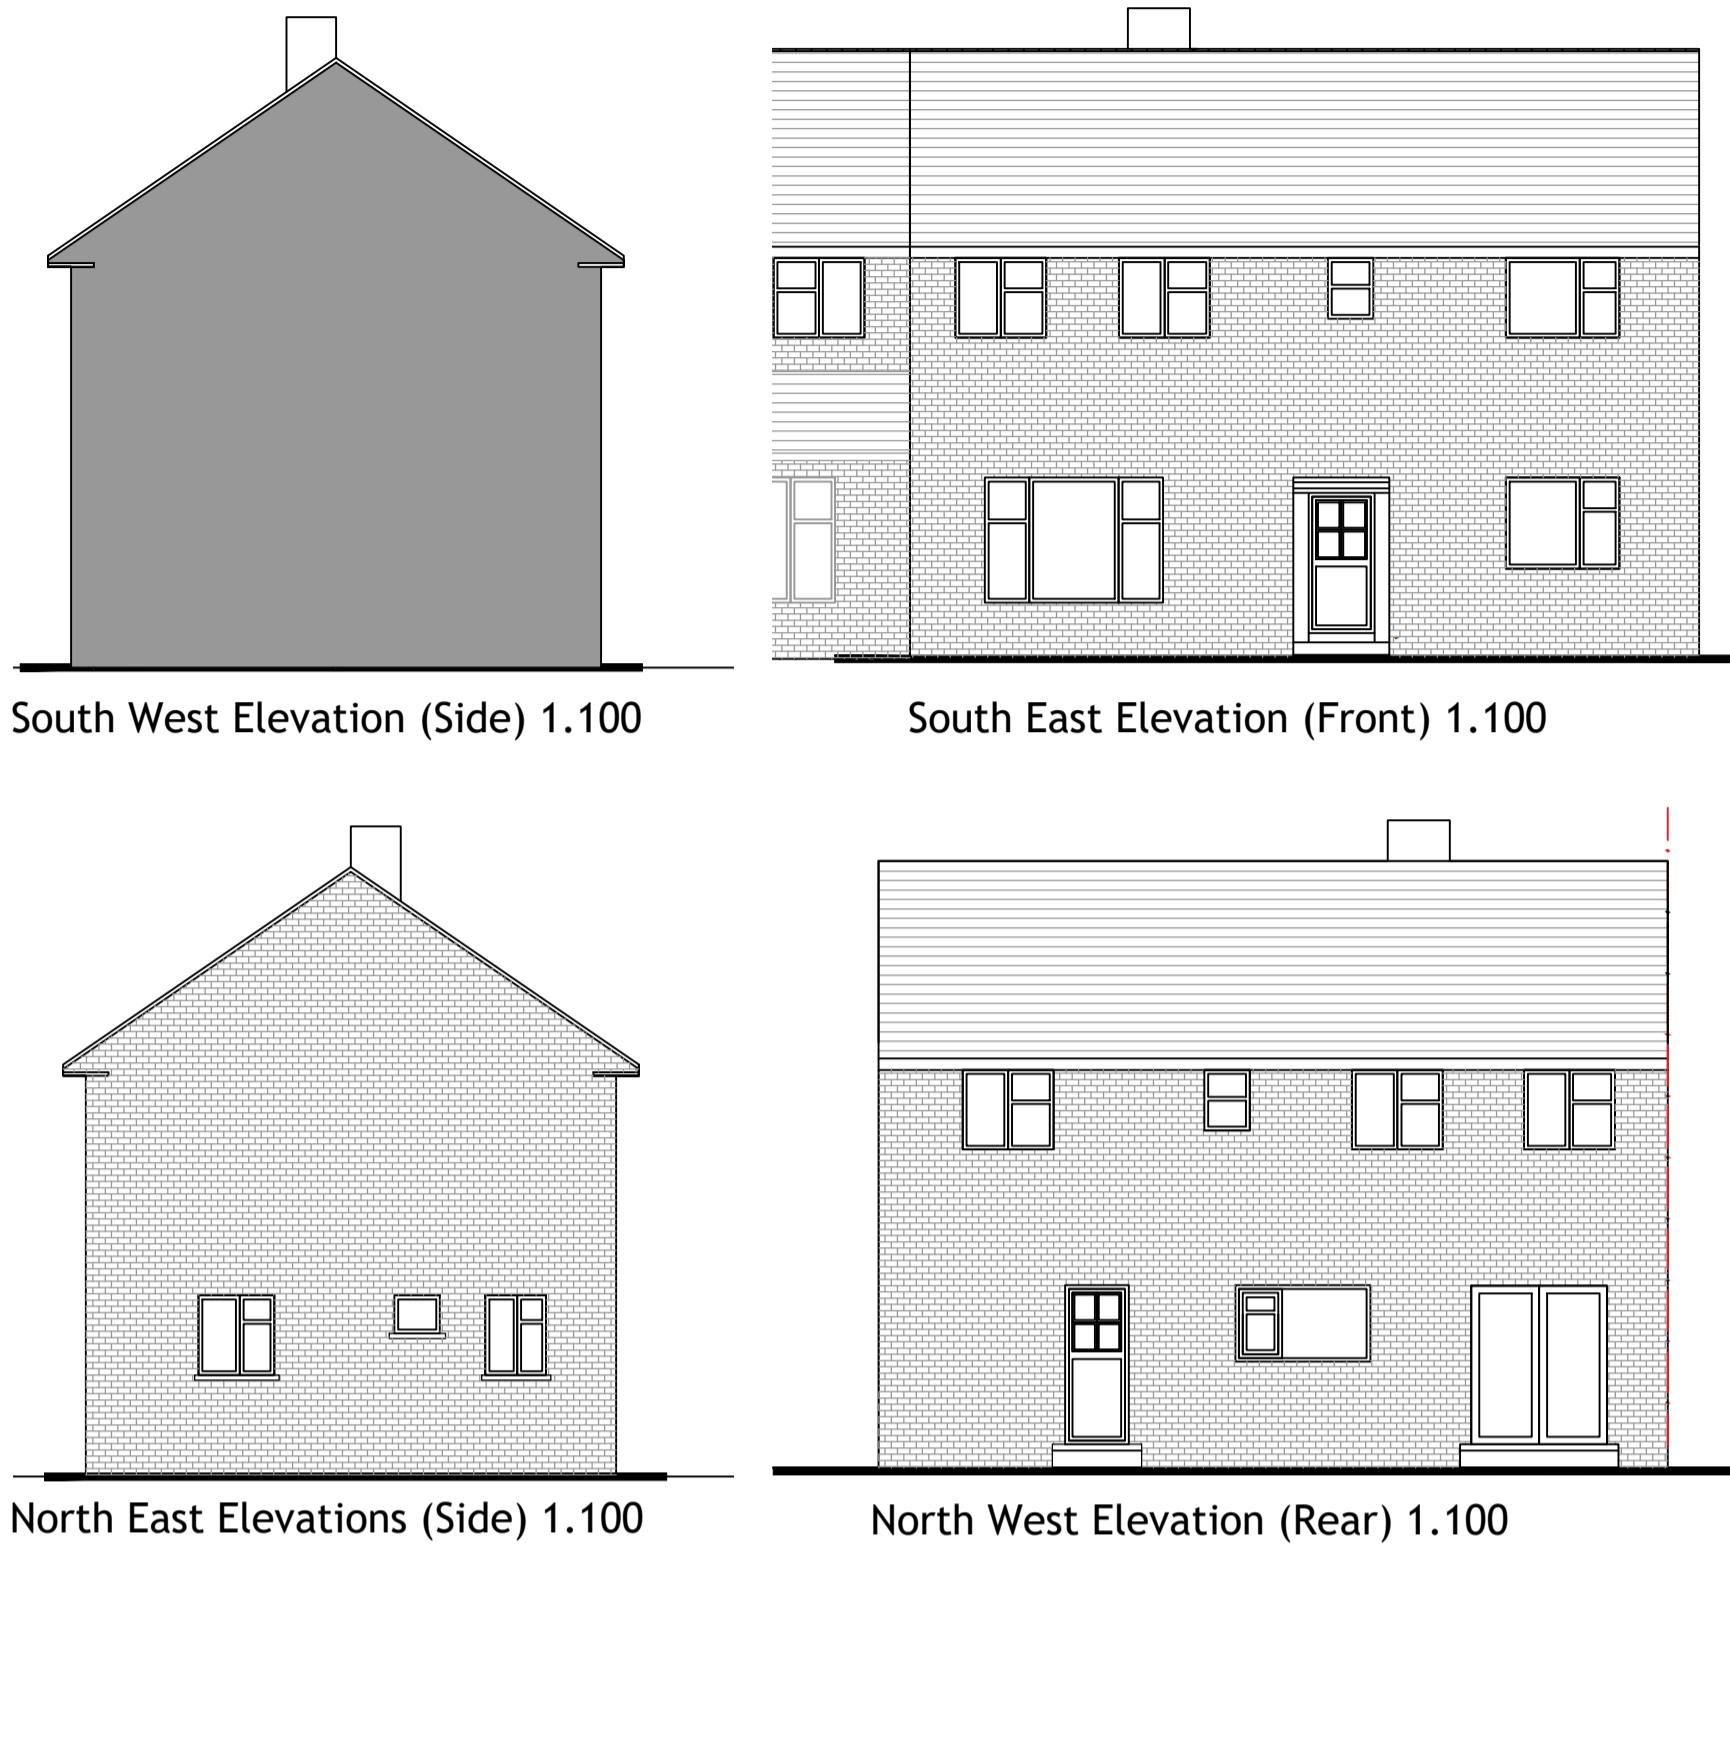 South West Elevation (Side) 1.100
South East Elevation (Front) 1.100
North East Elevations (Side) 1.100
North West Elevation (Rear) 1.100